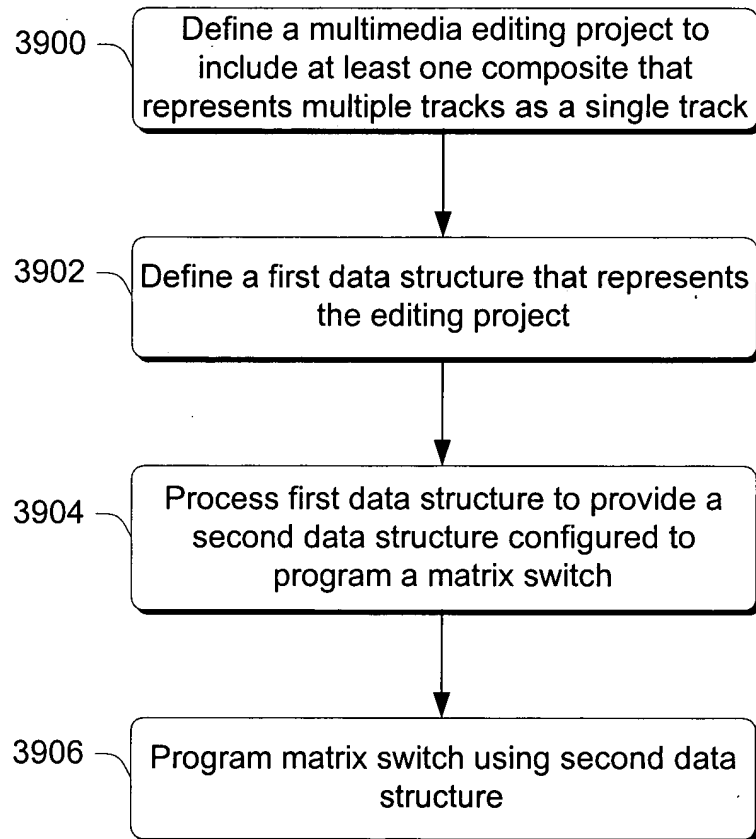 3900
Define a multimedia editing project to
include at least one composite that
represents multiple tracks as a single track
3902
Define a first data structure that represents
the editing project
3904
Process first data structure to provide a
second data structure configured to
program a matrix switch
3906
Program matrix switch using second data
structure